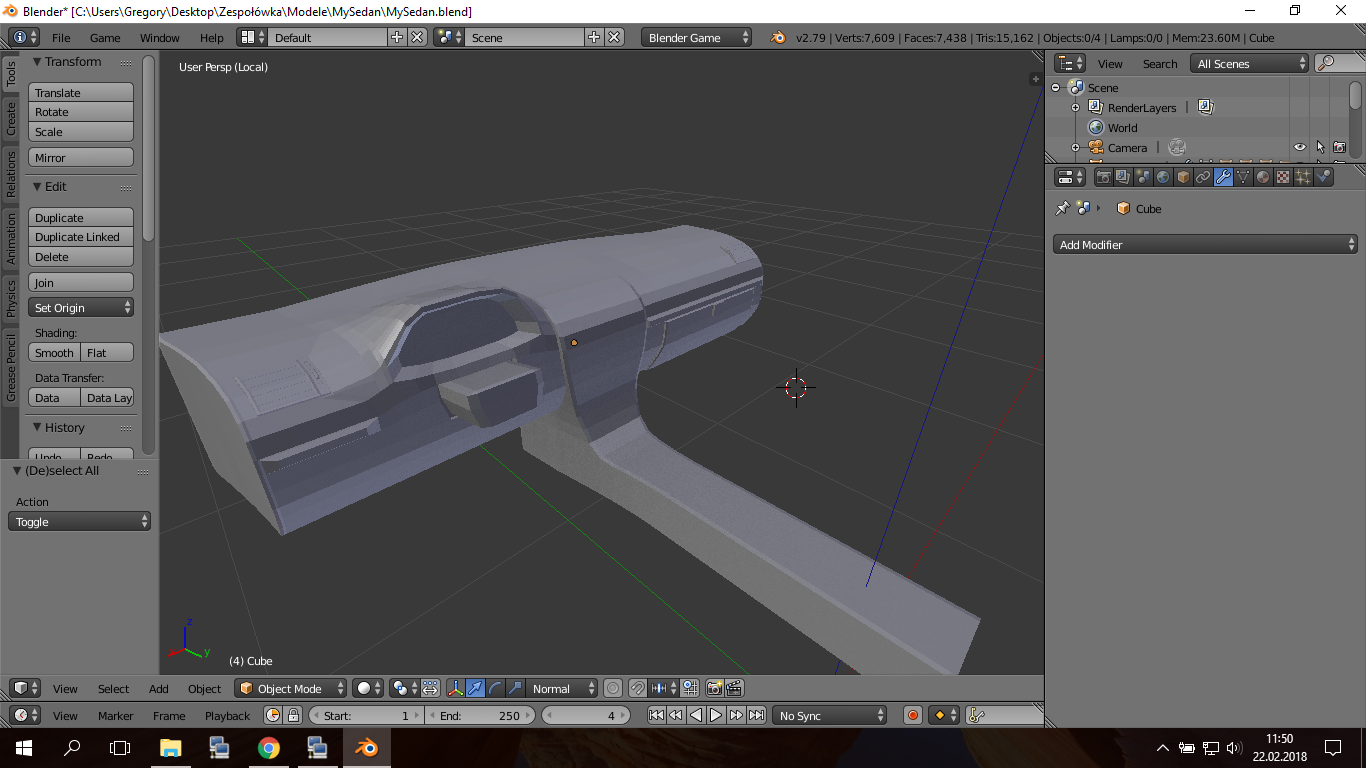 Blender* [C:\Users\Gregory\Desktop\Zespołówka\Modele\MySedan\MySedan.blend]
File Game Window Help Default Scene Blender Game v2.79 | Verts:7,609 | Faces:7,438 | Tris:15,162 | Objects:0/4 | Lamps:0/0 | Mem:23.60M | Cube
Tools
Create
Relations
Animation
Physics
Grease Pencil
Transform
Translate
Rotate
Scale
Mirror
Edit
Duplicate
Duplicate Linked
Delete
Join
Set Origin
Shading:
Smooth Flat
Data Transfer:
Data Data Lay
History
Undo Redo
(De)select All
Action
Toggle
User Persp (Local)
z
x y
(4) Cube
View Search All Scenes
Scene
RenderLayers
World
Camera
Cube
Add Modifier
View Select Add Object Object Mode Normal
View Marker Frame Playback Start: 1 End: 250 4 No Sync
11:50
22.02.2018